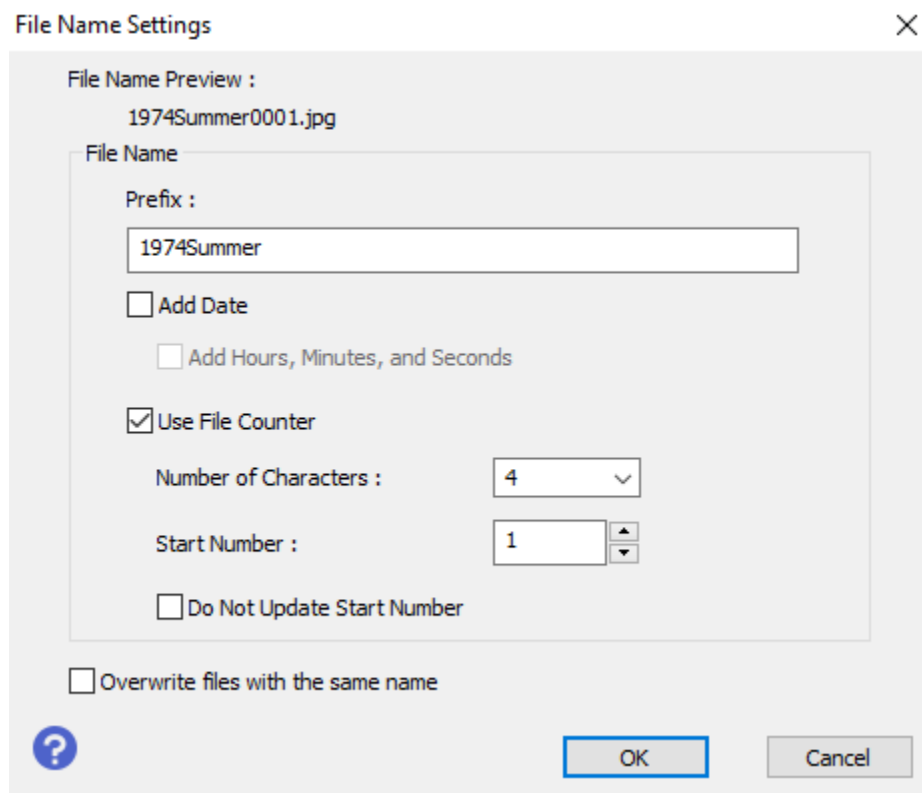 File Name Settings
File Name Preview :
1974Summer0001.jpg
File Name
Prefix :
1974Summer
Add Date
Add Hours, Minutes, and Seconds
Use File Counter
Number of Characters : 4
Start Number : 1
Do Not Update Start Number
Overwrite files with the same name
? OK Cancel